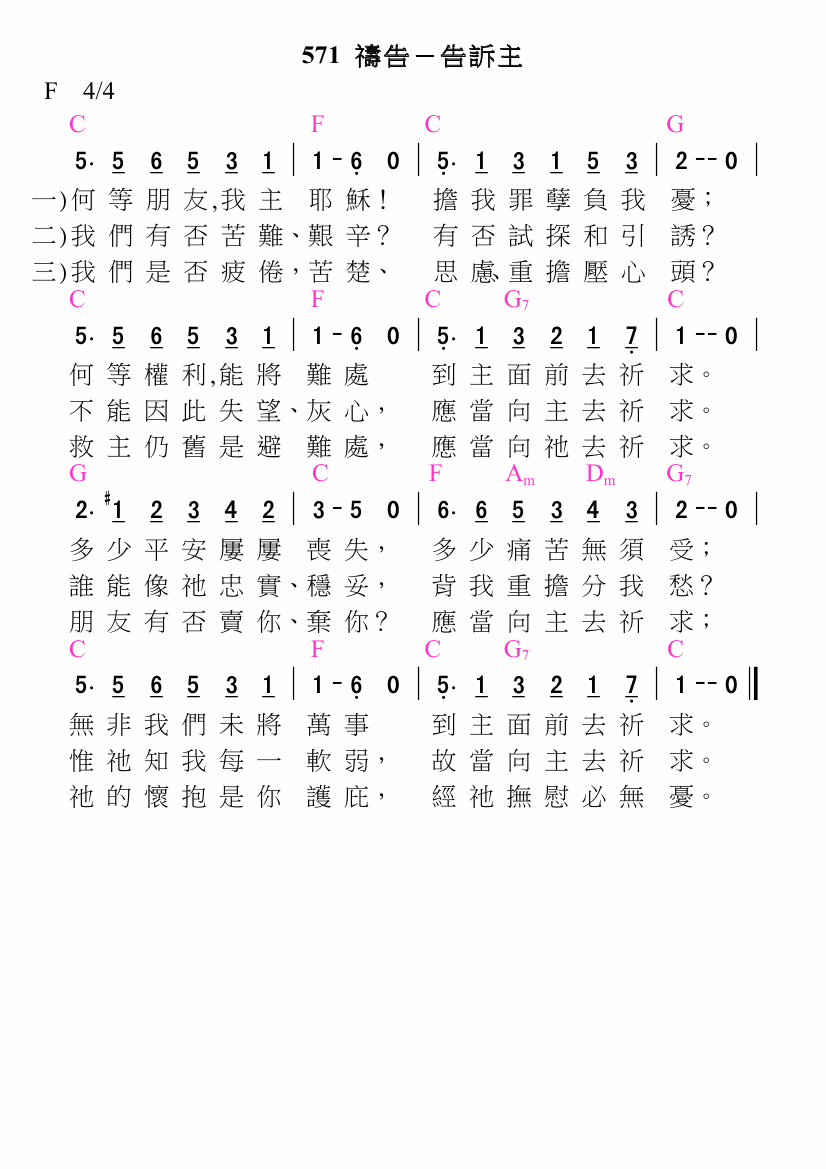 571 禱告－告訴主
F 4/4
C F C G
5· 5 6 5 3 1 | 1 - 6 0 | 5· 1 3 1 5 3 | 2 -- 0 |
一)何等朋友,我主 耶穌！ 擔我罪孽負我 憂；
二)我們有否苦難、艱辛？ 有否試探和引 誘？
三)我們是否疲倦，苦楚、 思慮、重擔壓心 頭？
C F C G7 C
5· 5 6 5 3 1 | 1 - 6 0 | 5· 1 3 2 1 7 | 1 -- 0 |
何等權利,能將 難處 到主面前去祈 求。
不能因此失望、灰心， 應當向主去祈 求。
救主仍舊是避 難處， 應當向祂去祈 求。
G C F Am Dm G7
2· #1 2 3 4 2 | 3 - 5 0 | 6· 6 5 3 4 3 | 2 -- 0 |
多少平安屢屢 喪失， 多少痛苦無須 受；
誰能像祂忠實、穩妥， 背我重擔分我 愁？
朋友有否賣你、棄你？ 應當向主去祈 求；
C F C G7 C
5· 5 6 5 3 1 | 1 - 6 0 | 5· 1 3 2 1 7 | 1 -- 0 ‖
無非我們未將 萬事 到主面前去祈 求。
惟祂知我每一 軟弱， 故當向主去祈 求。
祂的懷抱是你 護庇， 經祂撫慰必無 憂。